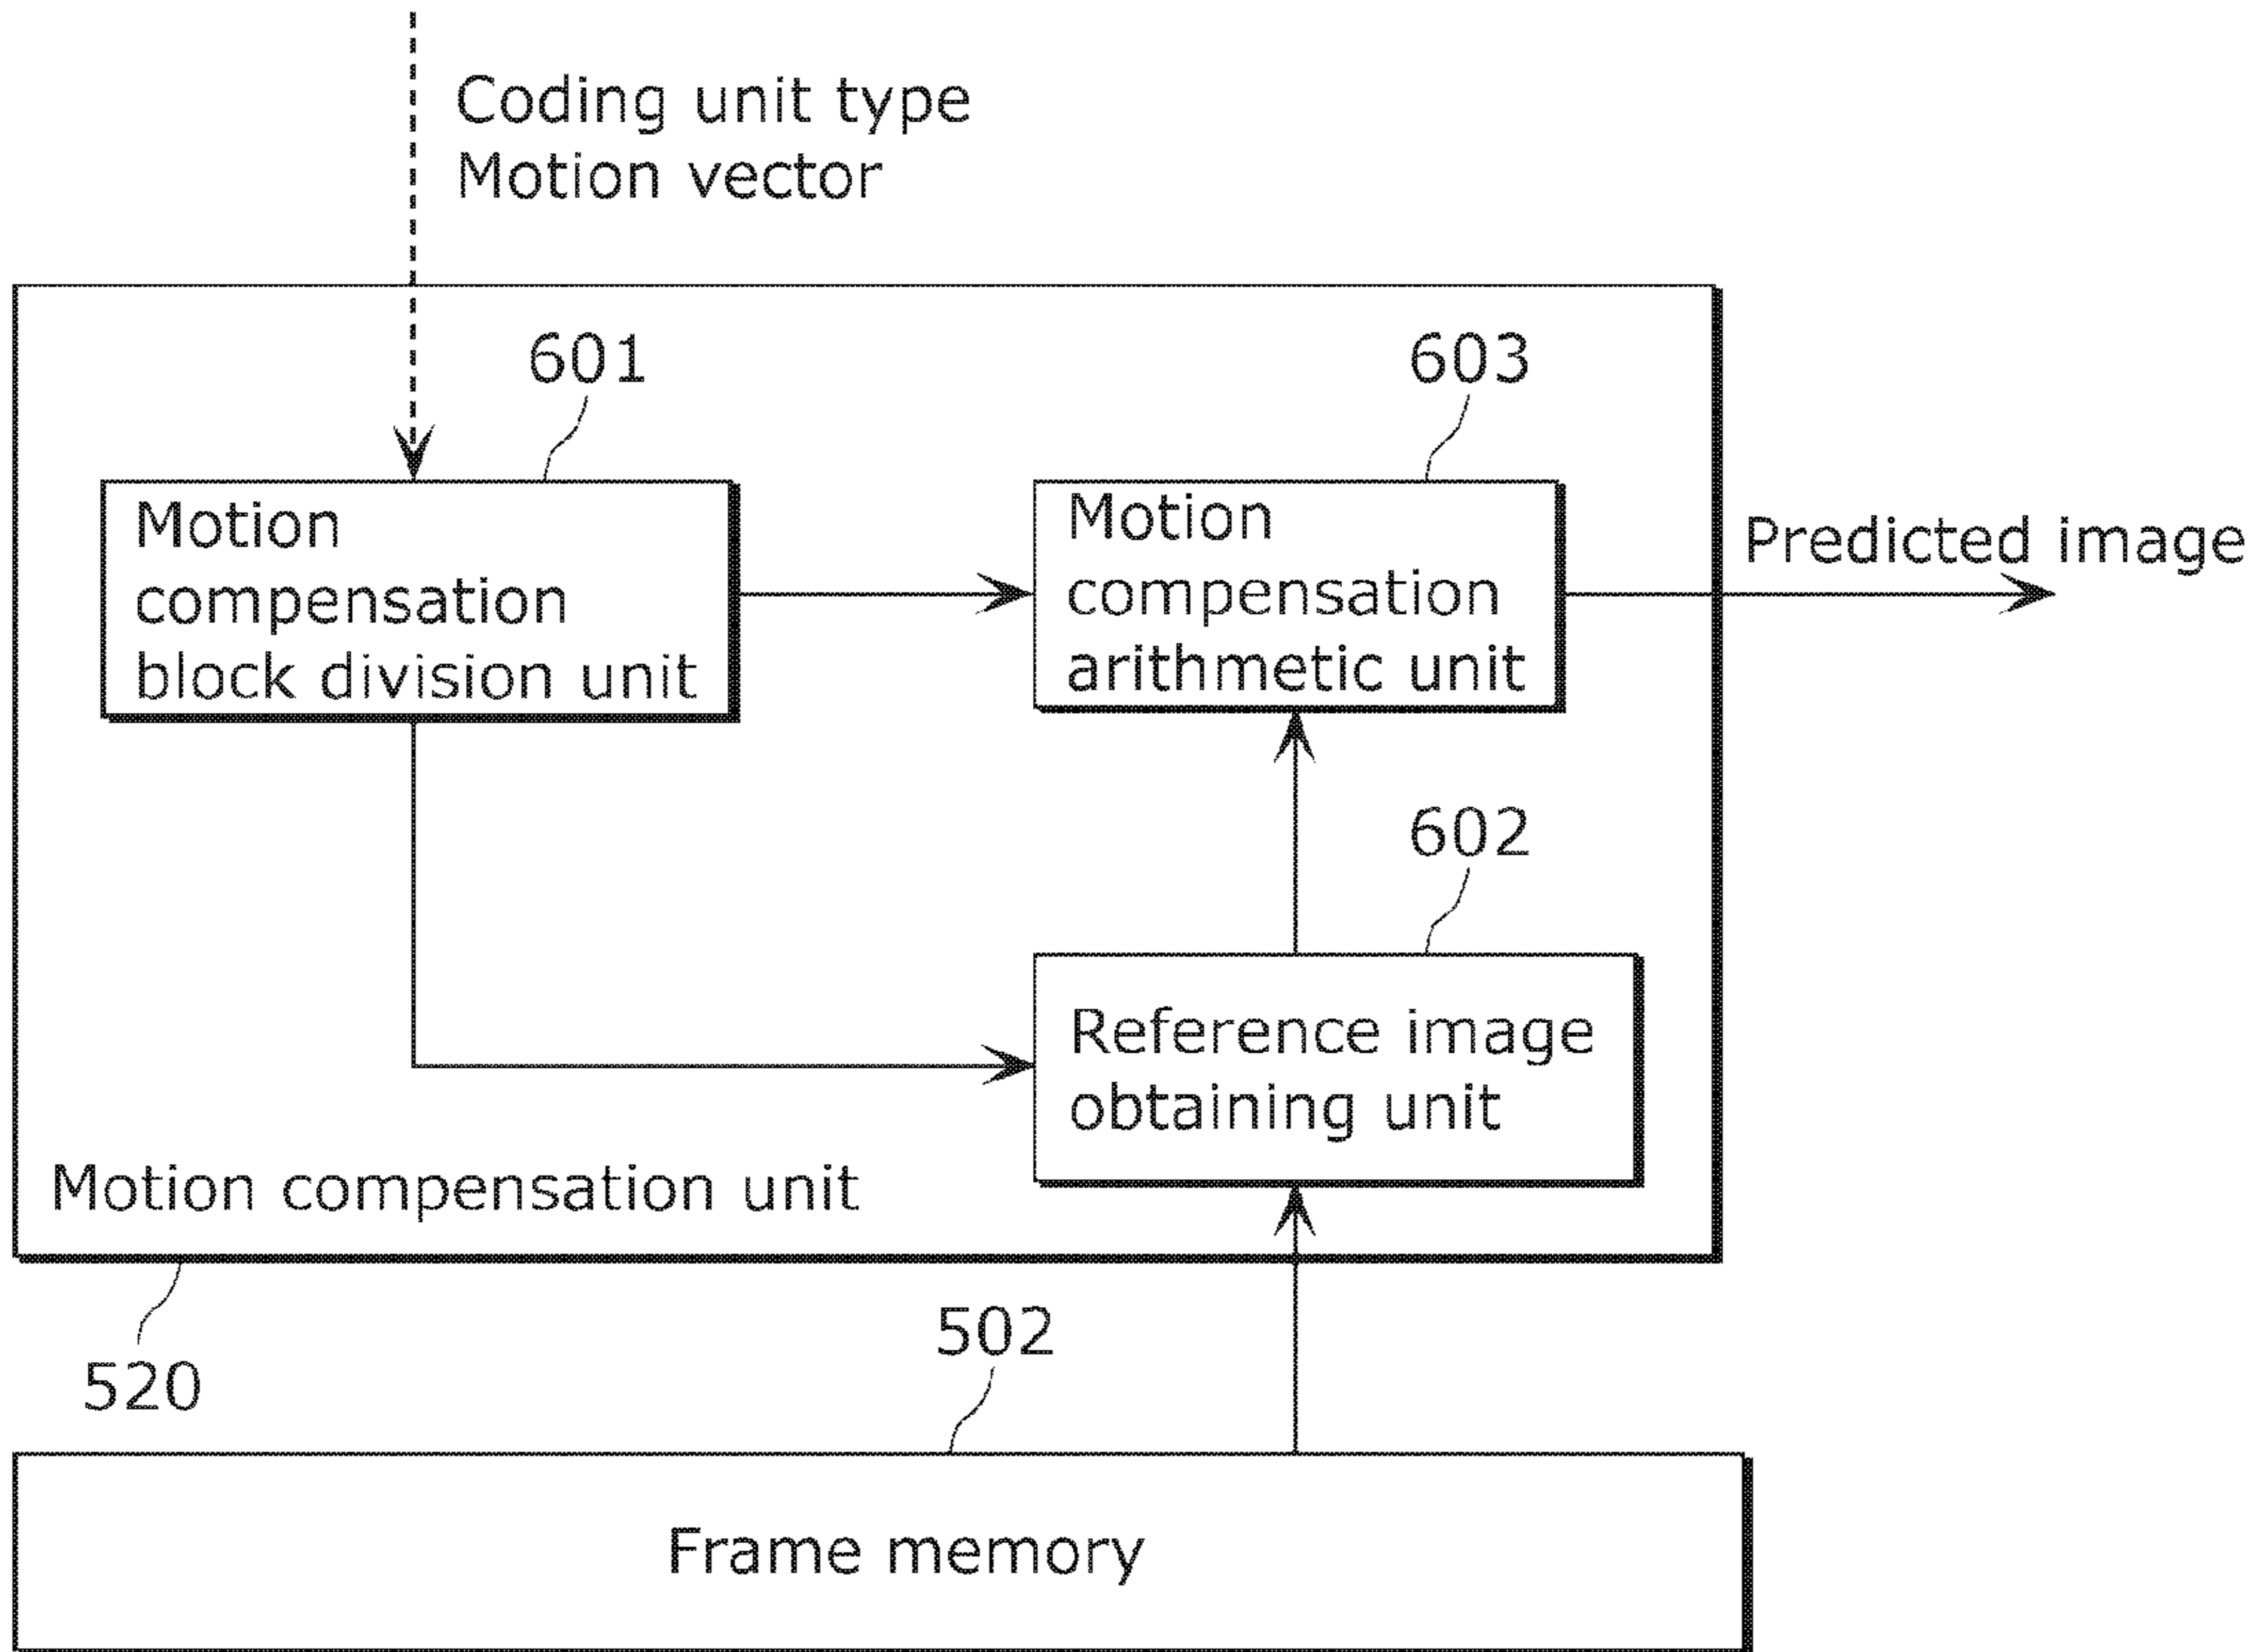 Coding unit type
Motion vector
601
603
Motion
compensation
block division unit
Motion
compensation
arithmetic unit
Predicted image
602
Reference image
obtaining unit
Motion compensation unit
520
502
Frame memory